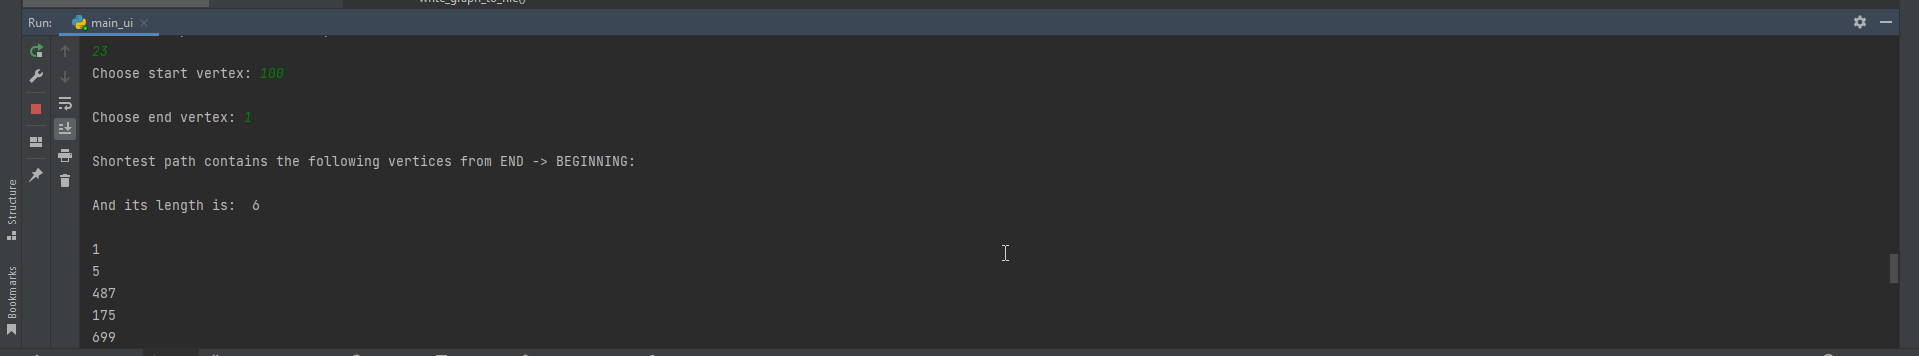 write_graph_to_file()
Run:
main_ui
23
Choose start vertex: 100
Choose end vertex: 1
Shortest path contains the following vertices from END -> BEGINNING:
And its length is:  6
1
5
487
175
699
Structure
Bookmarks